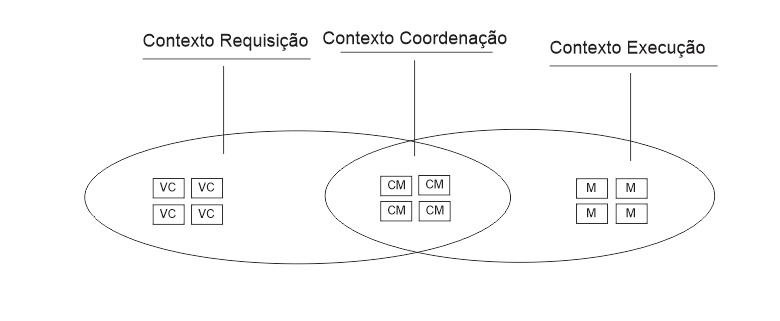 Contexto Requisição
Contexto Coordenação
Contexto Execução
VC VC
VC VC
CM CM
CM CM
M M
M M